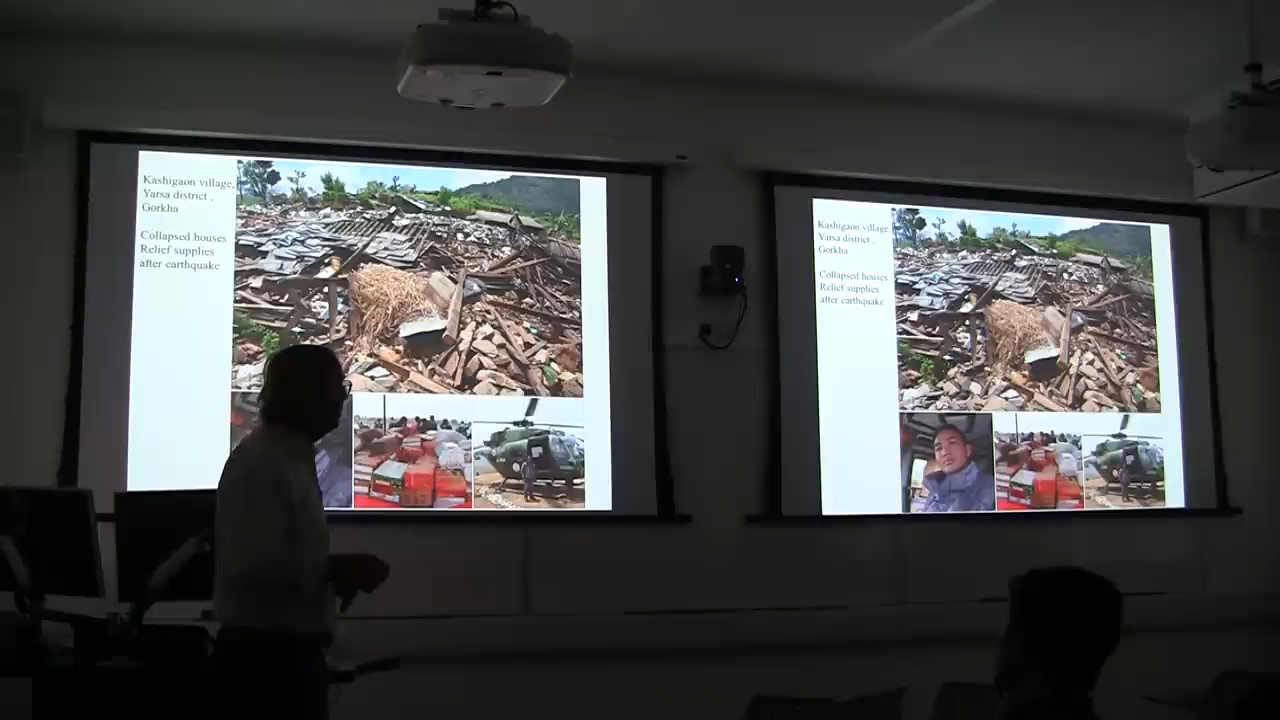 Kashigaon village,
Yarsa district ,
Gorkha
Collapsed houses
Relief supplies
after earthquake
Kashigaon village,
Yarsa district ,
Gorkha
Collapsed houses
Relief supplies
after earthquake